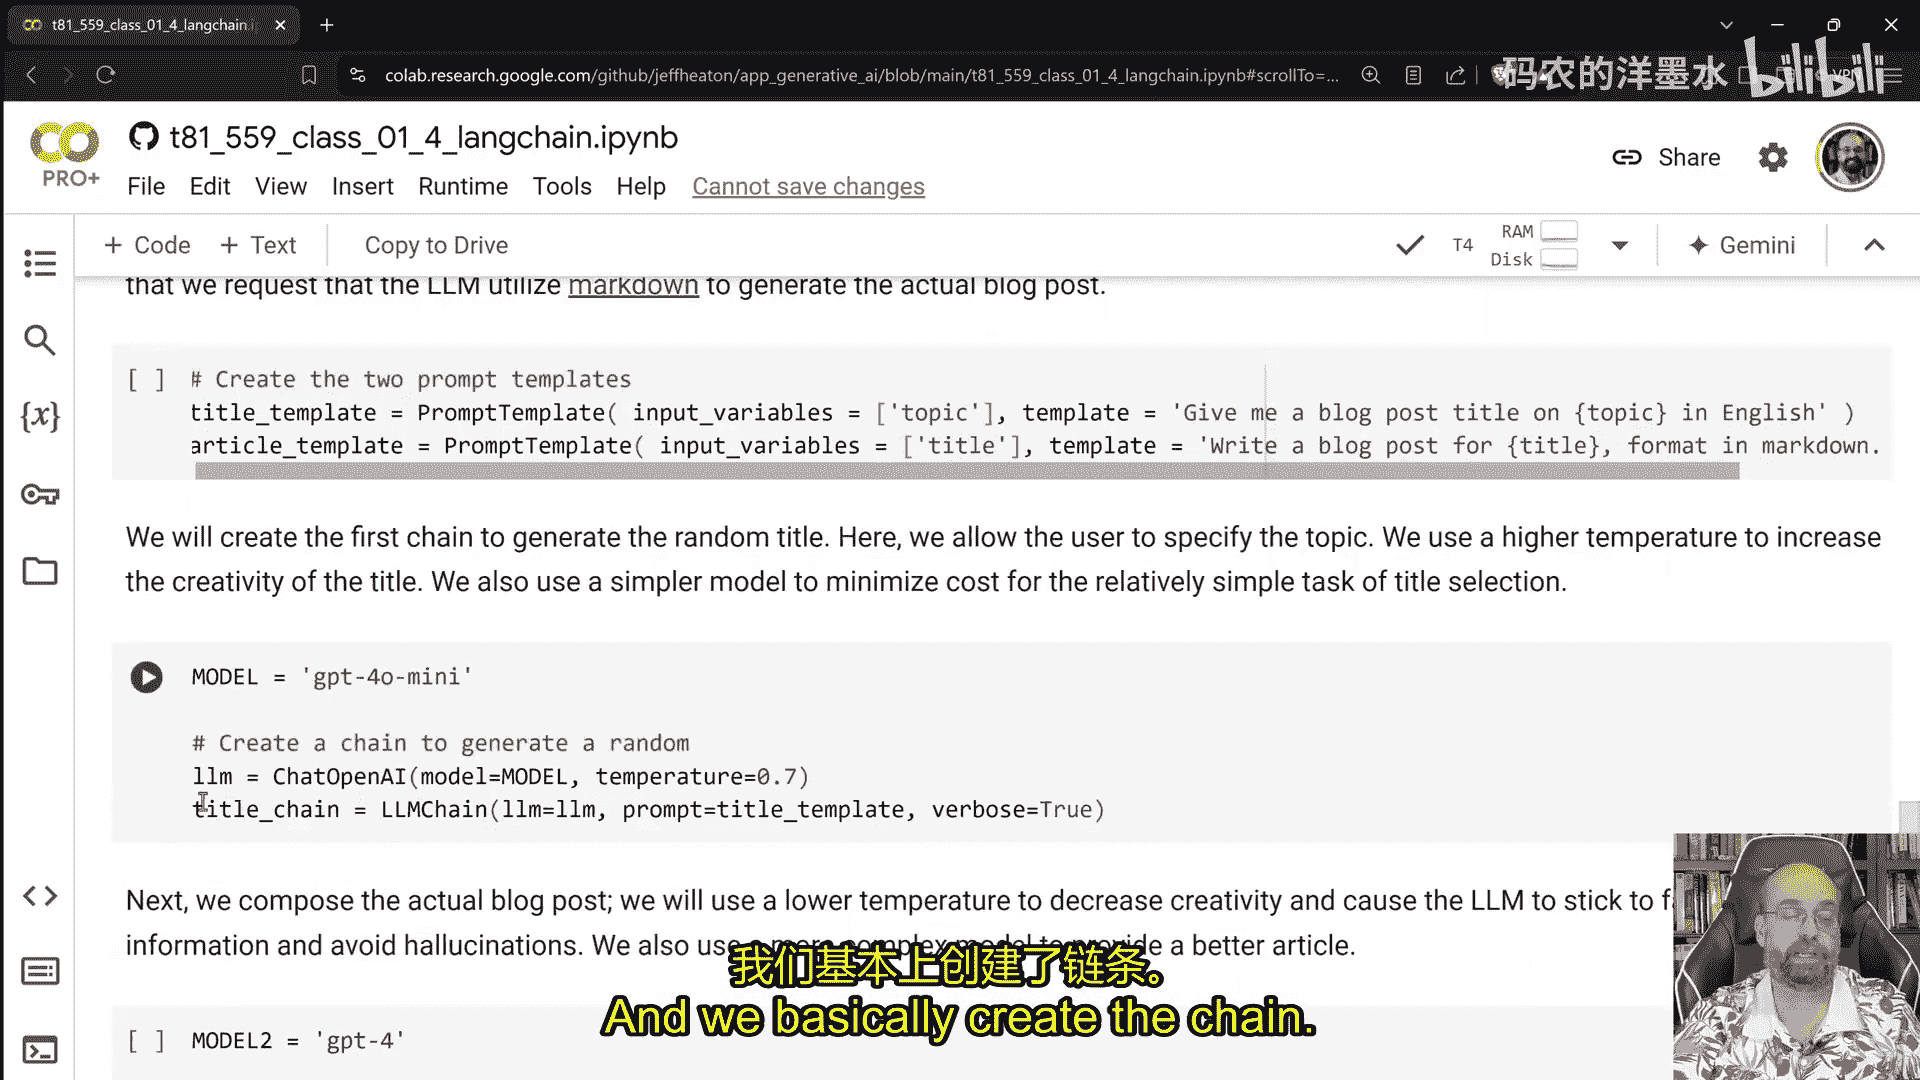 t81_559_class_01_4_langchain.i
colab.research.google.com/github/jeffheaton/app_generative_ai/blob/main/t81_559_class_01_4_langchain.ipynb#scrollTo=...
码农的洋墨水 bilibili
VPN
t81_559_class_01_4_langchain.ipynb
PRO+
File Edit View Insert Runtime Tools Help Cannot save changes
Share
+ Code + Text Copy to Drive
T4 RAM Disk Gemini
that we request that the LLM utilize markdown to generate the actual blog post.
[ ] # Create the two prompt templates
title_template = PromptTemplate( input_variables = ['topic'], template = 'Give me a blog post title on {topic} in English' )
article_template = PromptTemplate( input_variables = ['title'], template = 'Write a blog post for {title}, format in markdown.
We will create the first chain to generate the random title. Here, we allow the user to specify the topic. We use a higher temperature to increase
the creativity of the title. We also use a simpler model to minimize cost for the relatively simple task of title selection.
MODEL = 'gpt-4o-mini'
# Create a chain to generate a random
llm = ChatOpenAI(model=MODEL, temperature=0.7)
title_chain = LLMChain(llm=llm, prompt=title_template, verbose=True)
Next, we compose the actual blog post; we will use a lower temperature to decrease creativity and cause the LLM to stick to
information and avoid hallucinations. We also use a more complex model to provide a better article.
我们基本上创建了链条。
And we basically create the chain.
[ ] MODEL2 = 'gpt-4'